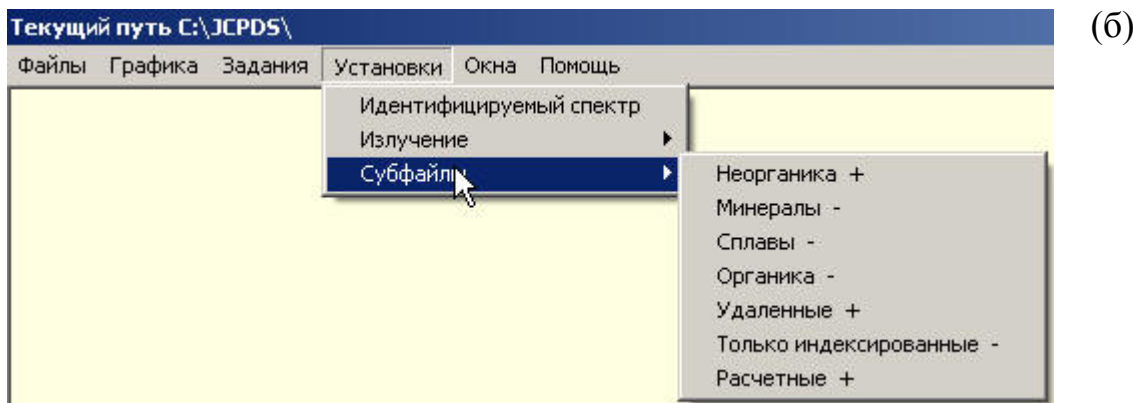 Текущий путь C:\JCPDS\
(б)
Файлы Графика Задания Установки Окна Помощь
Идентифицируемый спектр
Излучение
Субфайлы
Неорганика +
Минералы -
Сплавы -
Органика -
Удаленные +
Только индексированные -
Расчетные +